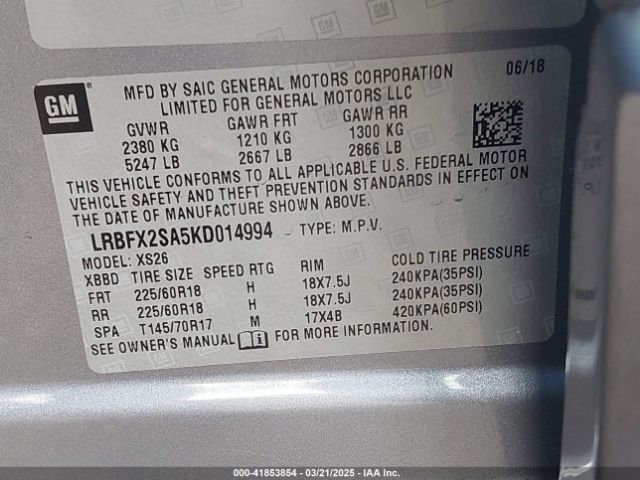 GM
MFD BY SAIC GENERAL MOTORS CORPORATION 06/18
LIMITED FOR GENERAL MOTORS LLC
GVWR GAWR FRT GAWR RR
2380 KG 1210 KG 1300 KG
5247 LB 2667 LB 2866 LB
THIS VEHICLE CONFORMS TO ALL APPLICABLE U.S. FEDERAL MOTOR
VEHICLE SAFETY AND THEFT PREVENTION STANDARDS IN EFFECT ON
THE DATE OF MANUFACTURE SHOWN ABOVE.
LRBFX2SA5KD014994 TYPE: M.P.V.
MODEL: XS26
XBBD TIRE SIZE SPEED RTG RIM COLD TIRE PRESSURE
FRT 225/60R18 H 18X7.5J 240KPA(35PSI)
RR 225/60R18 H 18X7.5J 240KPA(35PSI)
SPA T145/70R17 M 17X4B 420KPA(60PSI)
SEE OWNER'S MANUAL FOR MORE INFORMATION.
000-41853854 - 03/21/2025 - IAA Inc.